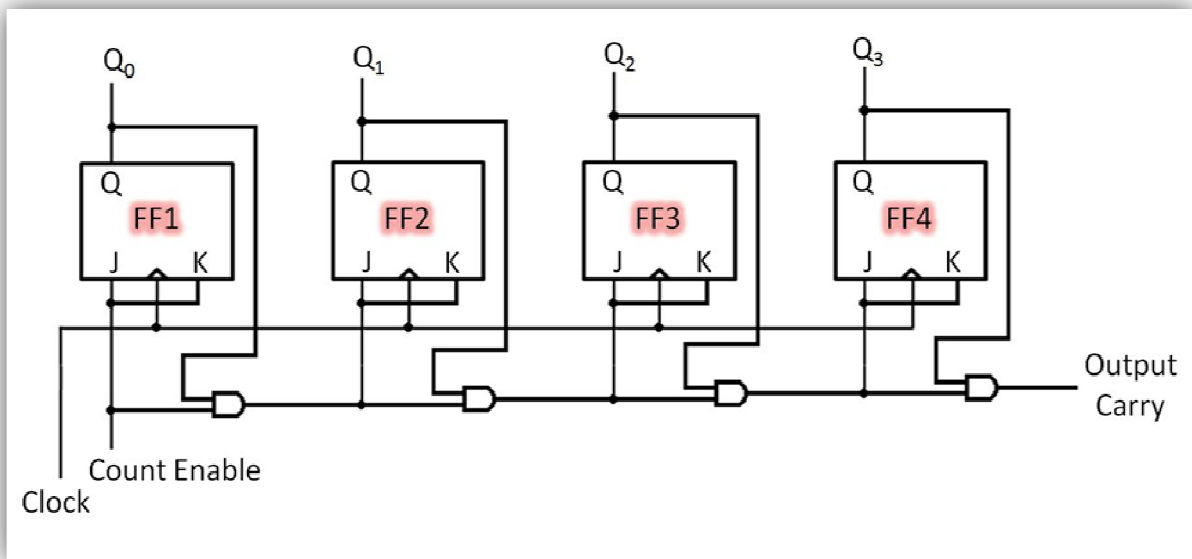 Q₀
Q₁
Q₂
Q₃
Q
Q
Q
Q
FF1
FF2
FF3
FF4
J K
J K
J K
J K
Output
Carry
Count Enable
Clock